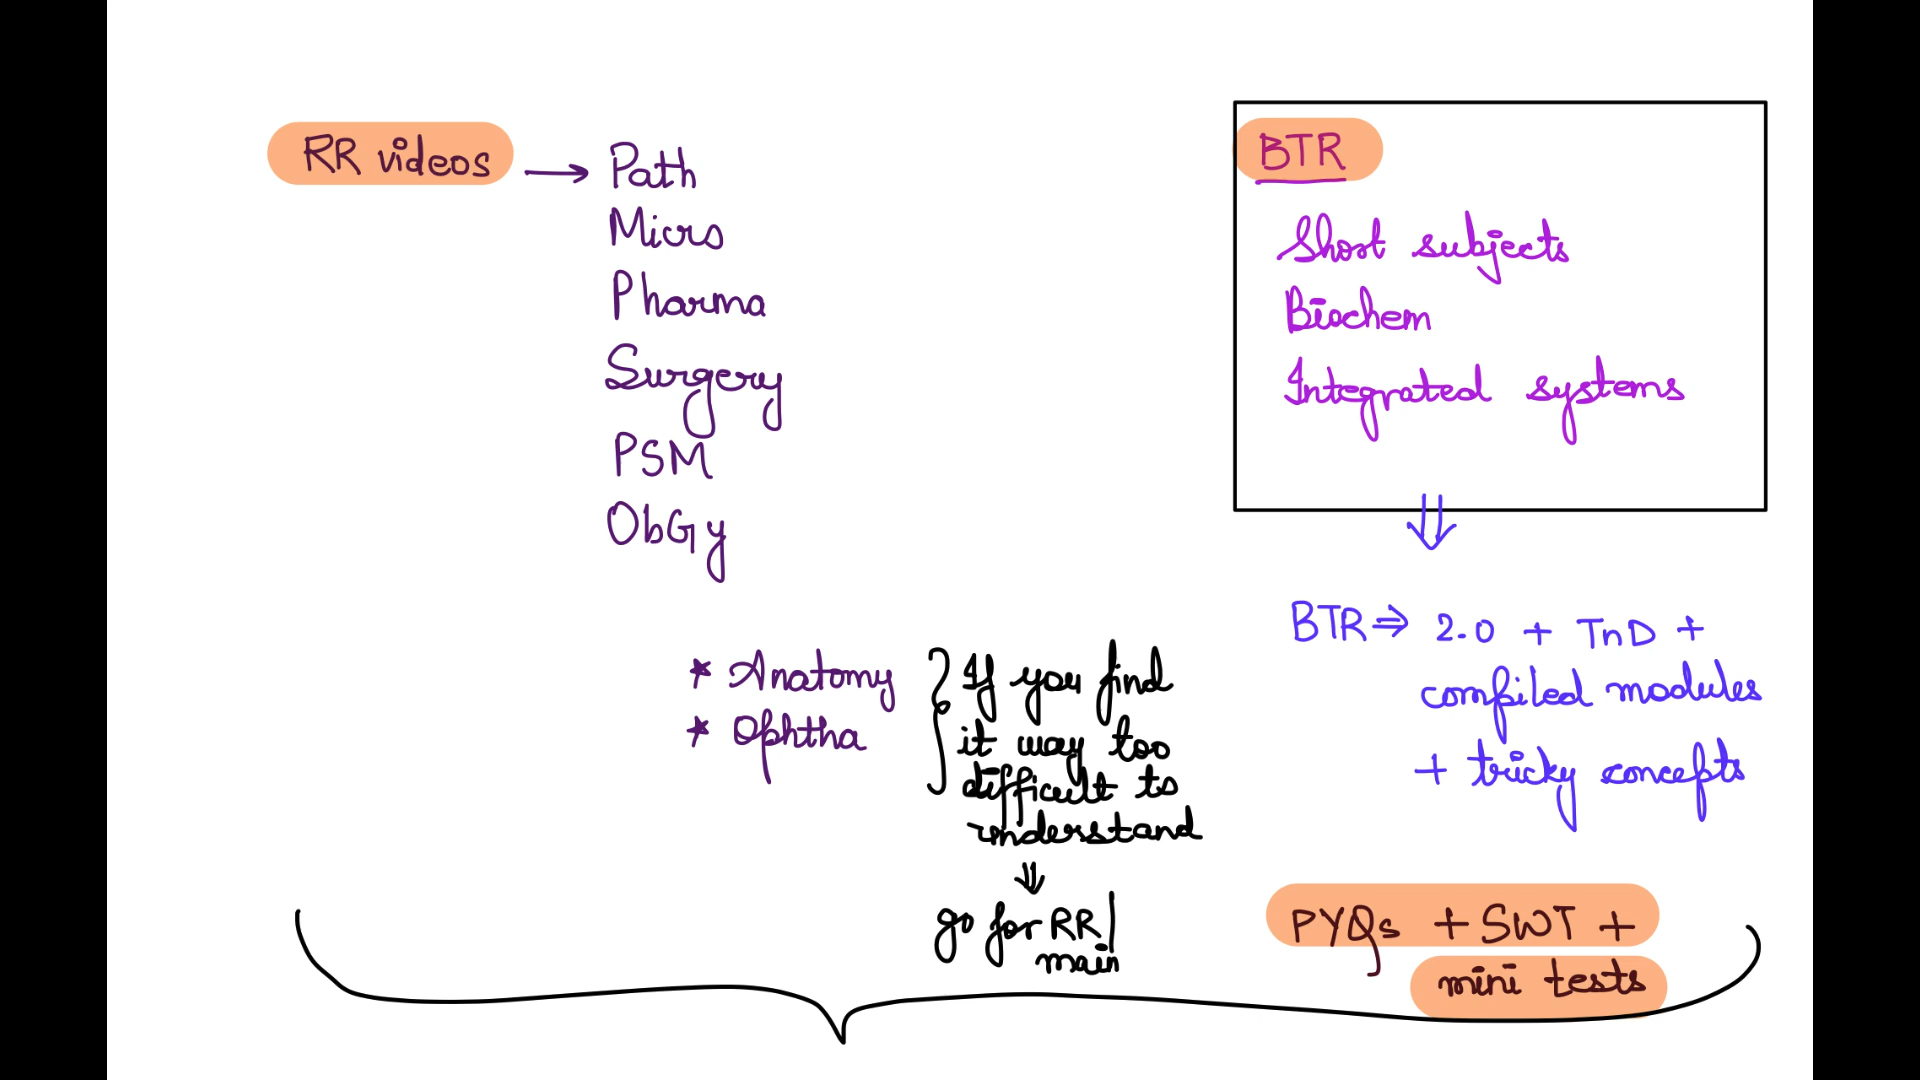 RR videos → Path
Micro
Pharma
Surgery
PSM
ObGy
* Anatomy
* Ophtha
If you find
it way too
difficult to
understand
⇓
go for RR/
main
BTR
Short subjects
Biochem
Integrated systems
⇓
BTR ⇒ 2.0 + TnD +
compiled modules
+ tricky concepts
PYQs + SWT +
mini tests